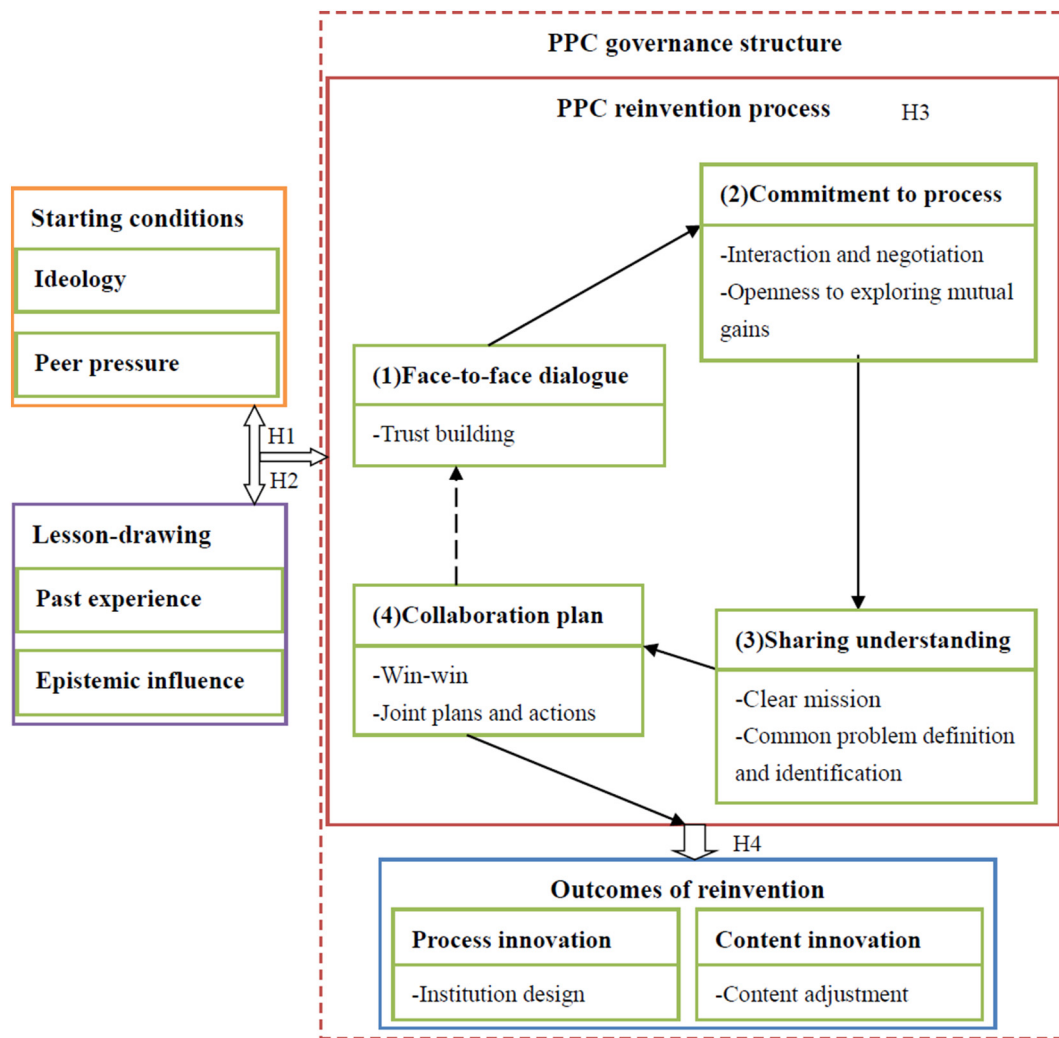 PPC governance structure
PPC reinvention process
H3
Starting conditions
Ideology
Peer pressure
H1
H2
Lesson-drawing
Past experience
Epistemic influence
(1)Face-to-face dialogue
-Trust building
(2)Commitment to process
-Interaction and negotiation
-Openness to exploring mutual
gains
(3)Sharing understanding
-Clear mission
-Common problem definition
and identification
(4)Collaboration plan
-Win-win
-Joint plans and actions
H4
Outcomes of reinvention
Process innovation
-Institution design
Content innovation
-Content adjustment